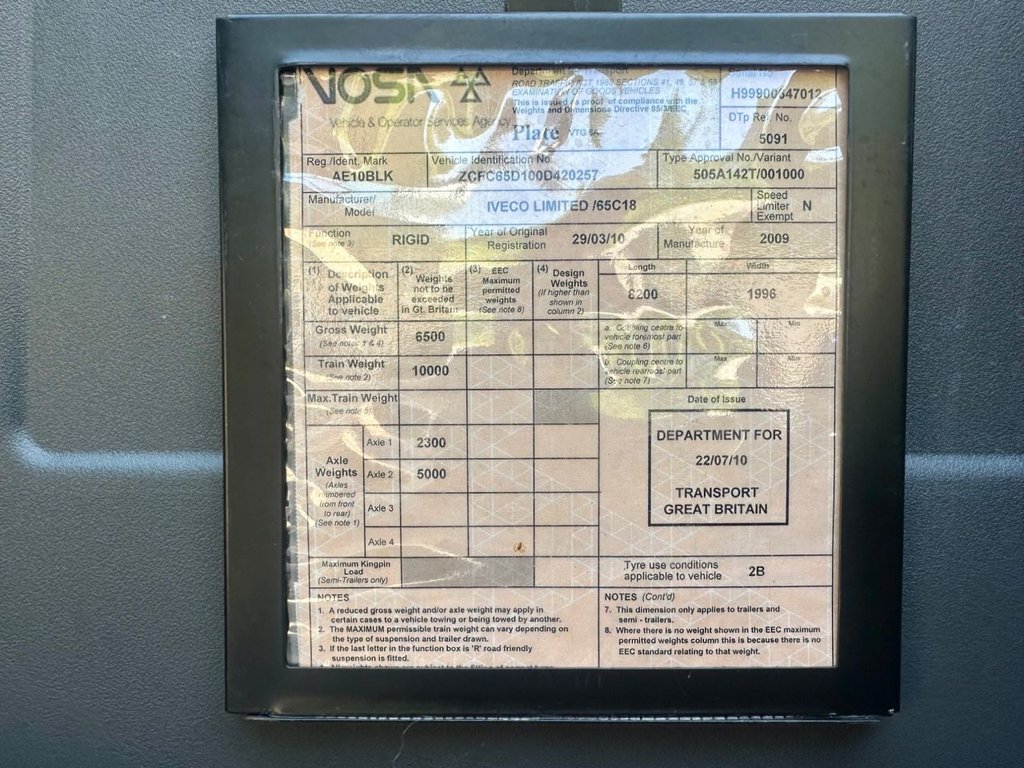 VOSA
Vehicle & Operator Services Agency
Department for Transport
ROAD TRAFFIC ACT 1988 SECTIONS 41, 49, 57 & 58
EXAMINATION OF GOODS VEHICLES
This is issued as proof of compliance with the
Weights and Dimensions Directive 85/3/EEC
Plate VTG 6A
Serial No.
H99900347012
DTp Ref. No.
5091
Reg./Ident. Mark
AE10BLK
Vehicle Identification No.
ZCFC65D100D420257
Type Approval No./Variant
505A142T/001000
Manufacturer/
Model
IVECO LIMITED /65C18
Speed
Limiter
Exempt
N
Function
(See note 3)
RIGID
Year of Original
Registration
29/03/10
Year of
Manufacture
2009
(1) Description
of Weights
Applicable
to vehicle
(2) Weights
not to be
exceeded
in Gt. Britain
(3) EEC
Maximum
permitted
weights
(See note 8)
(4) Design
Weights
(if higher than
shown in
column 2)
Length
8200
Width
1996
Gross Weight
(See notes 1 & 4)
6500
a. Coupling centre to
vehicle foremost part
(See note 6)
Max
Min
Train Weight
(See note 2)
10000
b. Coupling centre to
vehicle rearmost part
(See note 7)
Max
Min
Max.Train Weight
(See note 5)
Date of Issue
Axle
Weights
(Axles
numbered
from front
to rear)
(See note 1)
Axle 1
2300
Axle 2
5000
Axle 3
Axle 4
DEPARTMENT FOR
22/07/10
TRANSPORT
GREAT BRITAIN
Maximum Kingpin
Load
(Semi-Trailers only)
Tyre use conditions
applicable to vehicle
2B
NOTES
1. A reduced gross weight and/or axle weight may apply in
certain cases to a vehicle towing or being towed by another.
2. The MAXIMUM permissible train weight can vary depending on
the type of suspension and trailer drawn.
3. If the last letter in the function box is 'R' road friendly
suspension is fitted.
NOTES (Cont'd)
7. This dimension only applies to trailers and
semi - trailers.
8. Where there is no weight shown in the EEC maximum
permitted weights column this is because there is no
EEC standard relating to that weight.